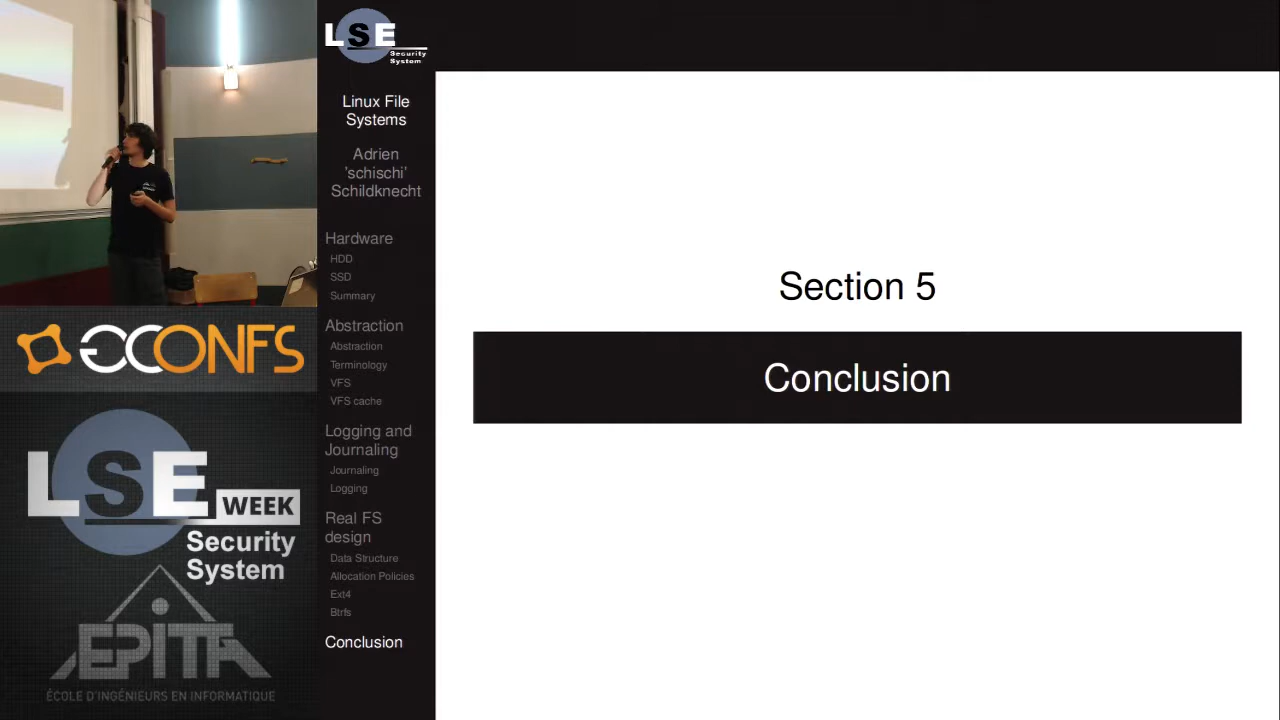 LSE
Security
System
Linux File
Systems
Adrien
'schischi'
Schildknecht
Hardware
HDD
SSD
Summary
Abstraction
Abstraction
Terminology
VFS
VFS cache
Logging and
Journaling
Journaling
Logging
Real FS
design
Data Structure
Allocation Policies
Ext4
Btrfs
Conclusion
Section 5
Conclusion
CONFS
LSE WEEK
Security
System
EPITA
ÉCOLE D'INGÉNIEURS EN INFORMATIQUE